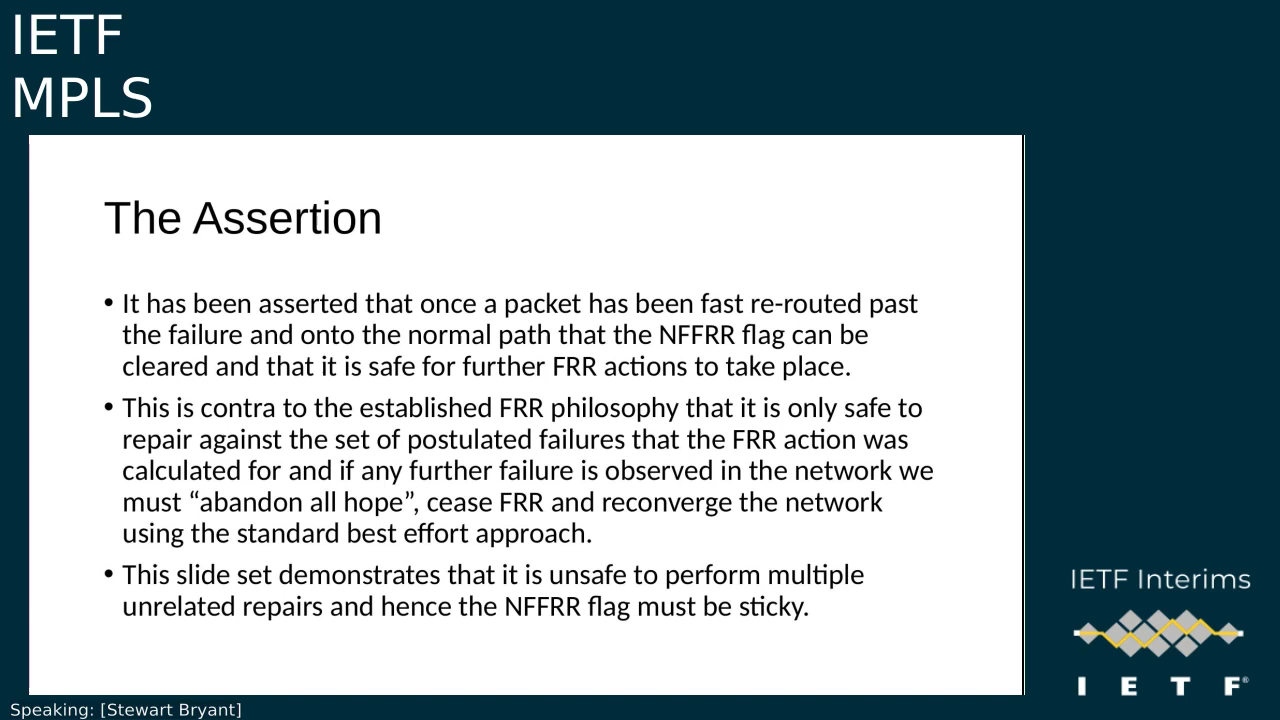 IETF
MPLS
The Assertion
• It has been asserted that once a packet has been fast re-routed past
the failure and onto the normal path that the NFFRR flag can be
cleared and that it is safe for further FRR actions to take place.
• This is contra to the established FRR philosophy that it is only safe to
repair against the set of postulated failures that the FRR action was
calculated for and if any further failure is observed in the network we
must “abandon all hope”, cease FRR and reconverge the network
using the standard best effort approach.
• This slide set demonstrates that it is unsafe to perform multiple
unrelated repairs and hence the NFFRR flag must be sticky.
IETF Interims
I E T F®
Speaking: [Stewart Bryant]